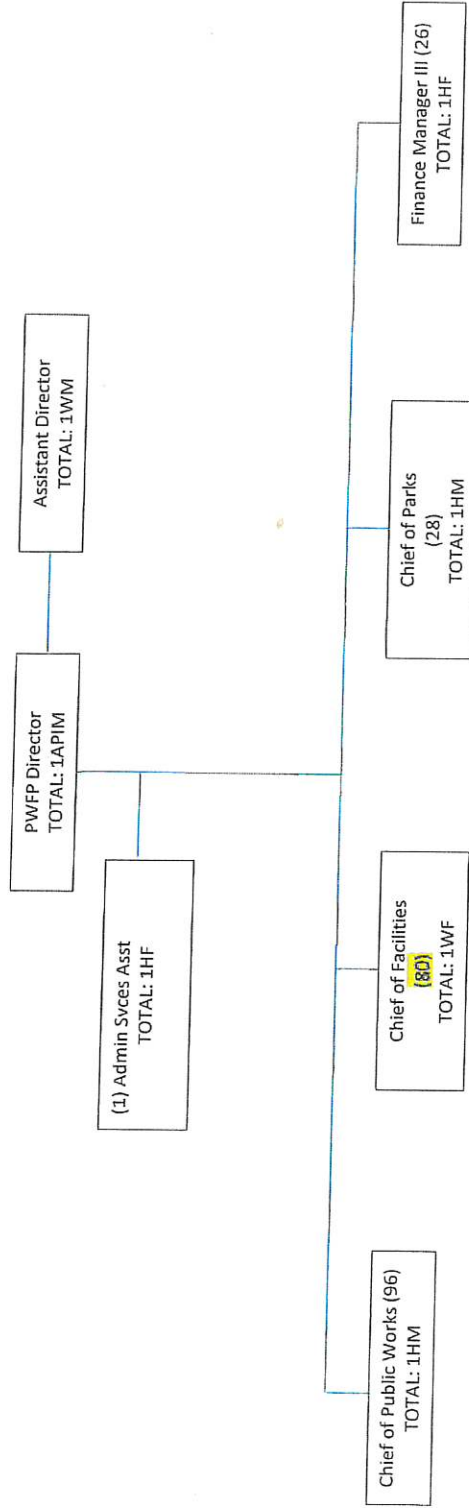 PWFP Director
TOTAL: 1APIM
Assistant Director
TOTAL: 1WM
(1) Admin Svces Asst
TOTAL: 1HF
Chief of Public Works (96)
TOTAL: 1HM
Chief of Facilities
(80)
TOTAL: 1WF
Chief of Parks
(28)
TOTAL: 1HM
Finance Manager III (26)
TOTAL: 1HF